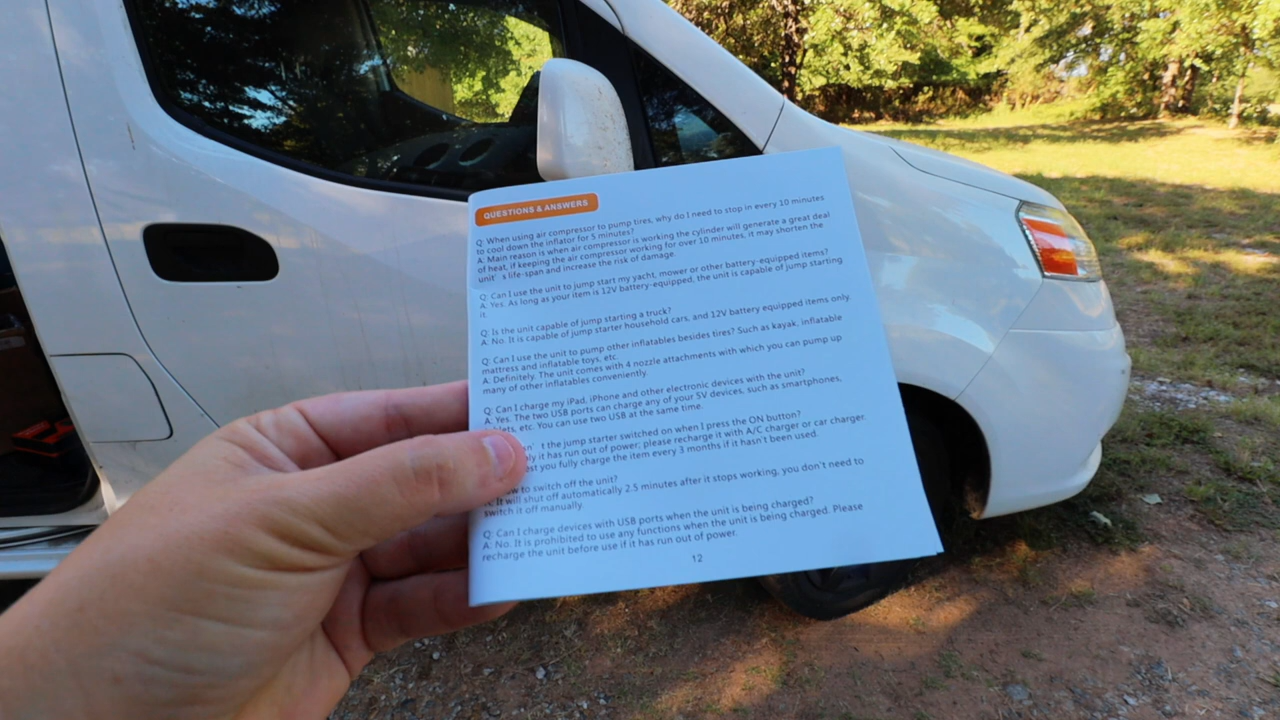 QUESTIONS & ANSWERS
Q: When using air compressor to pump tires, why do I need to stop in every 10 minutes
to cool down the inflator for 5 minutes?
A: Main reason is when air compressor is working the cylinder will generate a great deal
of heat, if keeping the air compressor working for over 10 minutes, it may shorten the
unit's life-span and increase the risk of damage.
Q: Can I use the unit to jump start my yacht, mower or other battery-equipped items?
A: Yes. As long as your item is 12V battery-equipped, the unit is capable of jump starting
it.
Q: Is the unit capable of jump starting a truck?
A: No. It is capable of jump starter household cars, and 12V battery equipped items only.
Q: Can I use the unit to pump other inflatables besides tires? Such as kayak, inflatable
mattress and inflatable toys, etc.
A: Definitely. The unit comes with 4 nozzle attachments with which you can pump up
many of other inflatables conveniently.
Q: Can I charge my iPad, iPhone and other electronic devices with the unit?
A: Yes. The two USB ports can charge any of your 5V devices, such as smartphones,
etc. You can use two USB at the same time.
the jump starter switched on when I press the ON button?
it has run out of power; please recharge it with A/C charger or car charger.
you fully charge the item every 3 months if it hasn't been used.
to switch off the unit?
It will shut off automatically 2.5 minutes after it stops working, you don't need to
switch it off manually.
Q: Can I charge devices with USB ports when the unit is being charged?
A: No. It is prohibited to use any functions when the unit is being charged. Please
recharge the unit before use if it has run out of power.
12